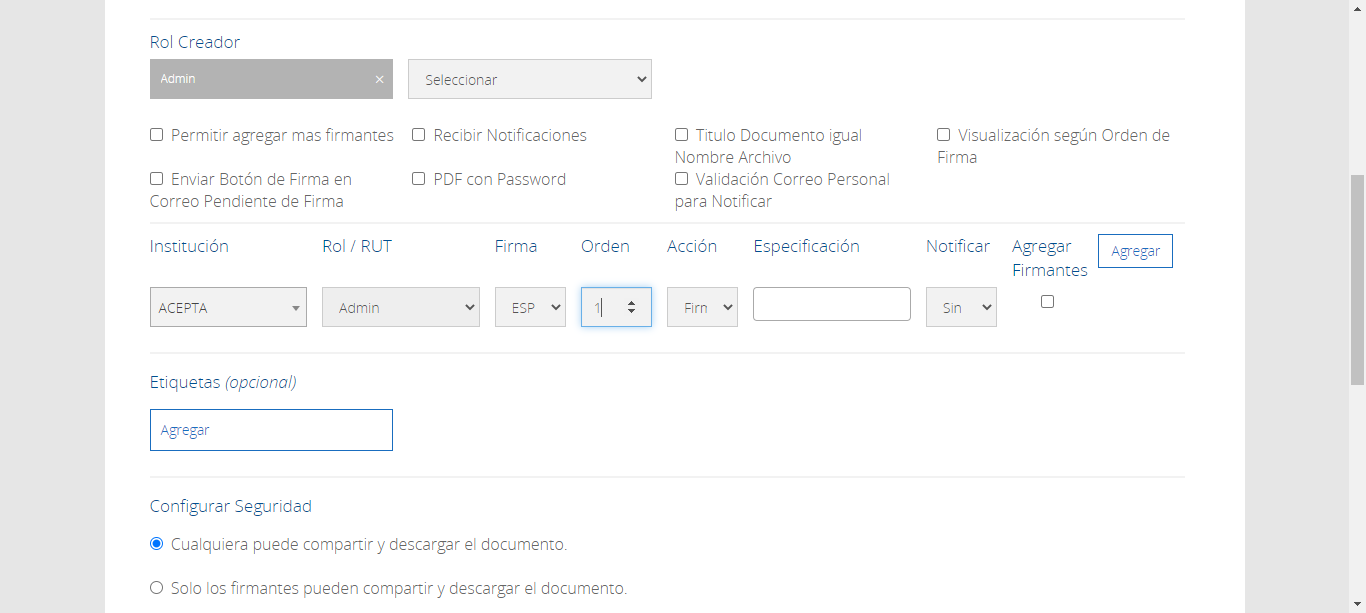 Rol Creador
Admin ×
Seleccionar
Permitir agregar mas firmantes
Recibir Notificaciones
Titulo Documento igual
Nombre Archivo
Visualización según Orden de
Firma
Enviar Botón de Firma en
Correo Pendiente de Firma
PDF con Password
Validación Correo Personal
para Notificar
Institución
Rol / RUT
Firma
Orden
Acción
Especificación
Notificar
Agregar
Firmantes
Agregar
ACEPTA
Admin
ESP
1
Firn
Sin
Etiquetas (opcional)
Agregar
Configurar Seguridad
Cualquiera puede compartir y descargar el documento.
Solo los firmantes pueden compartir y descargar el documento.